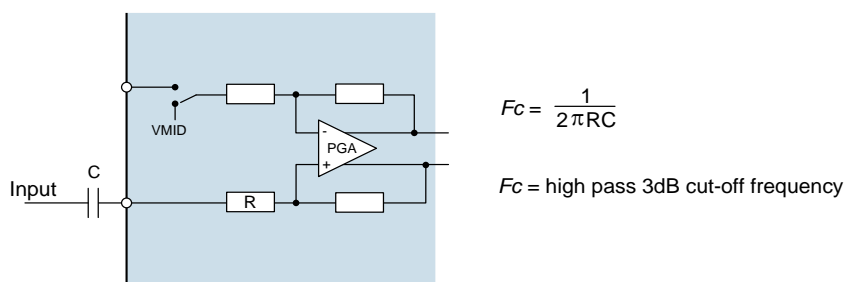 VMID
-
PGA
+
C
Input
R
Fc = 1
2πRC
Fc = high pass 3dB cut-off frequency